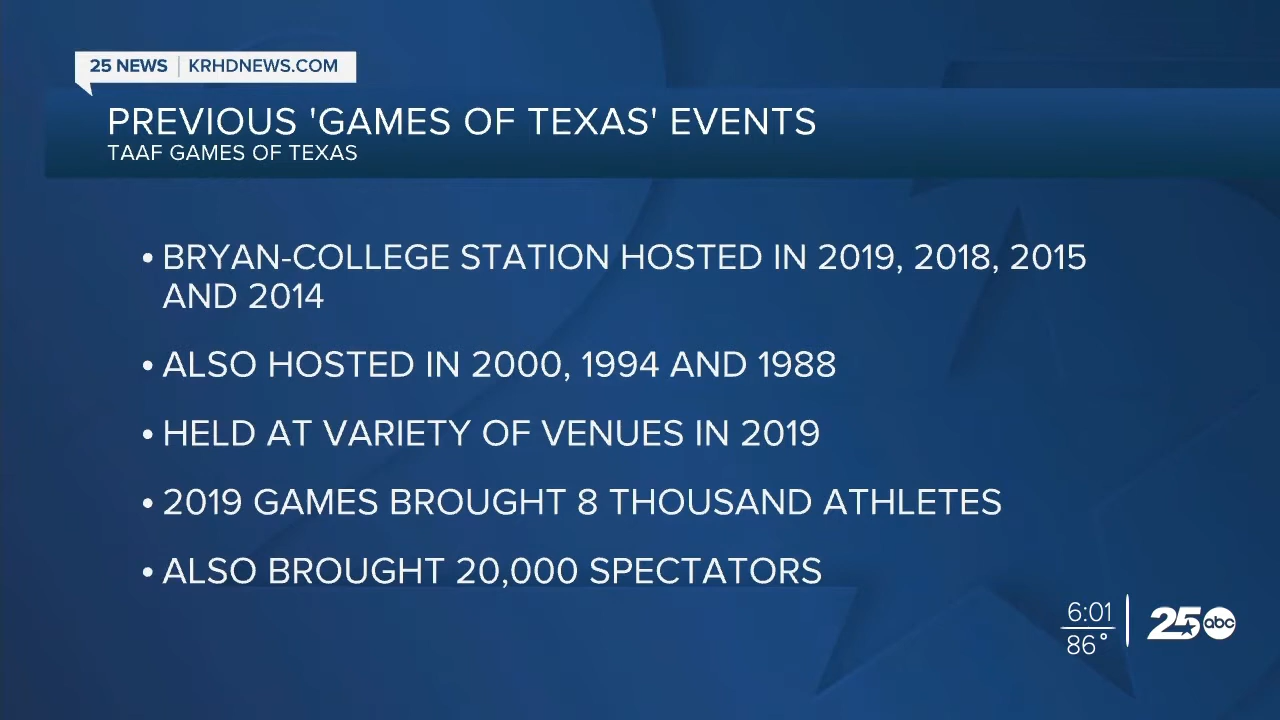 25 NEWS | KRHDNEWS.COM
PREVIOUS 'GAMES OF TEXAS' EVENTS
TAAF GAMES OF TEXAS
• BRYAN-COLLEGE STATION HOSTED IN 2019, 2018, 2015
AND 2014
• ALSO HOSTED IN 2000, 1994 AND 1988
• HELD AT VARIETY OF VENUES IN 2019
• 2019 GAMES BROUGHT 8 THOUSAND ATHLETES
• ALSO BROUGHT 20,000 SPECTATORS
6:01
86°
25 abc